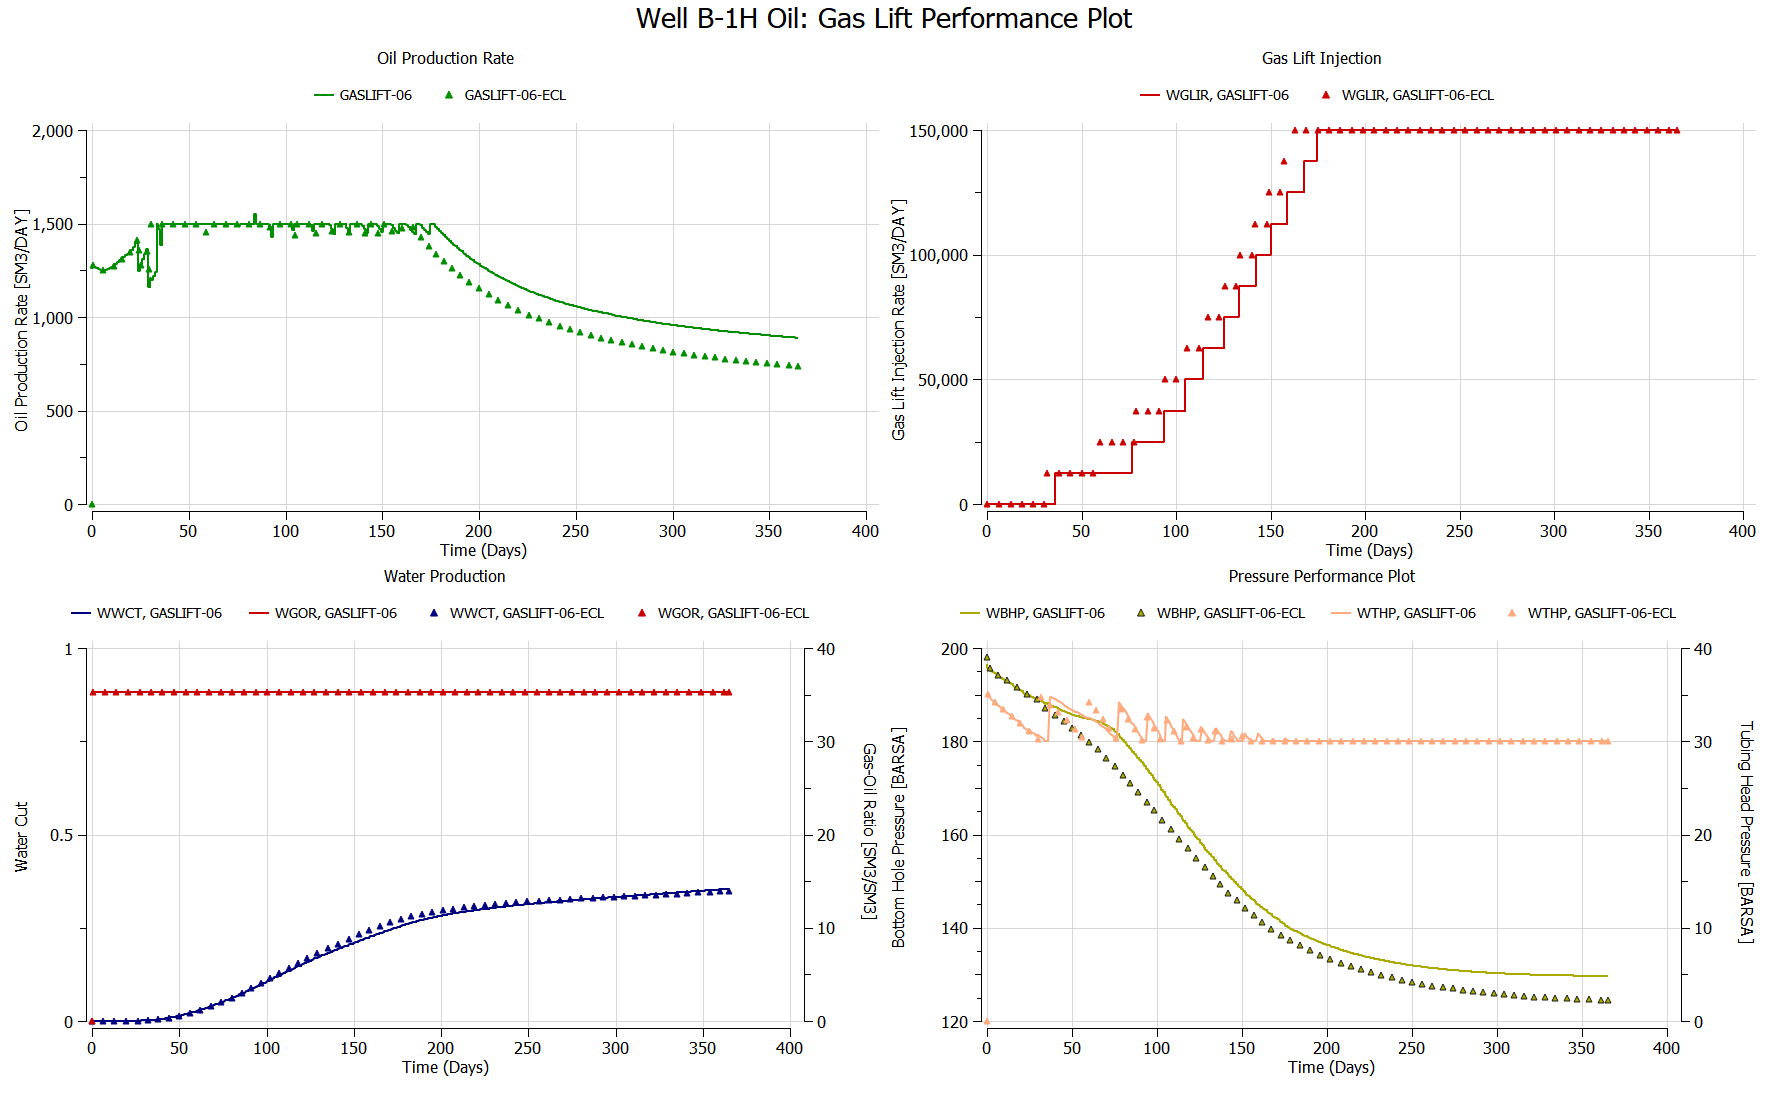 Well B-1H Oil: Gas Lift Performance Plot
Oil Production Rate
GASLIFT-06 GASLIFT-06-ECL
2,000
1,500
1,000
500
0
Oil Production Rate [SM3/DAY]
0 50 100 150 200 250 300 350 400
Time (Days)
Gas Lift Injection
WGLIR, GASLIFT-06 WGLIR, GASLIFT-06-ECL
150,000
100,000
50,000
0
Gas Lift Injection Rate [SM3/DAY]
0 50 100 150 200 250 300 350 400
Time (Days)
Water Production
WWCT, GASLIFT-06 WGOR, GASLIFT-06 WWCT, GASLIFT-06-ECL WGOR, GASLIFT-06-ECL
1
0.5
0
Water Cut
40
30
20
10
0
Gas-Oil Ratio [SM3/SM3]
0 50 100 150 200 250 300 350 400
Time (Days)
Pressure Performance Plot
WBHP, GASLIFT-06 WBHP, GASLIFT-06-ECL WTHP, GASLIFT-06 WTHP, GASLIFT-06-ECL
200
180
160
140
120
Bottom Hole Pressure [BARSA]
40
30
20
10
0
Tubing Head Pressure [BARSA]
0 50 100 150 200 250 300 350 400
Time (Days)